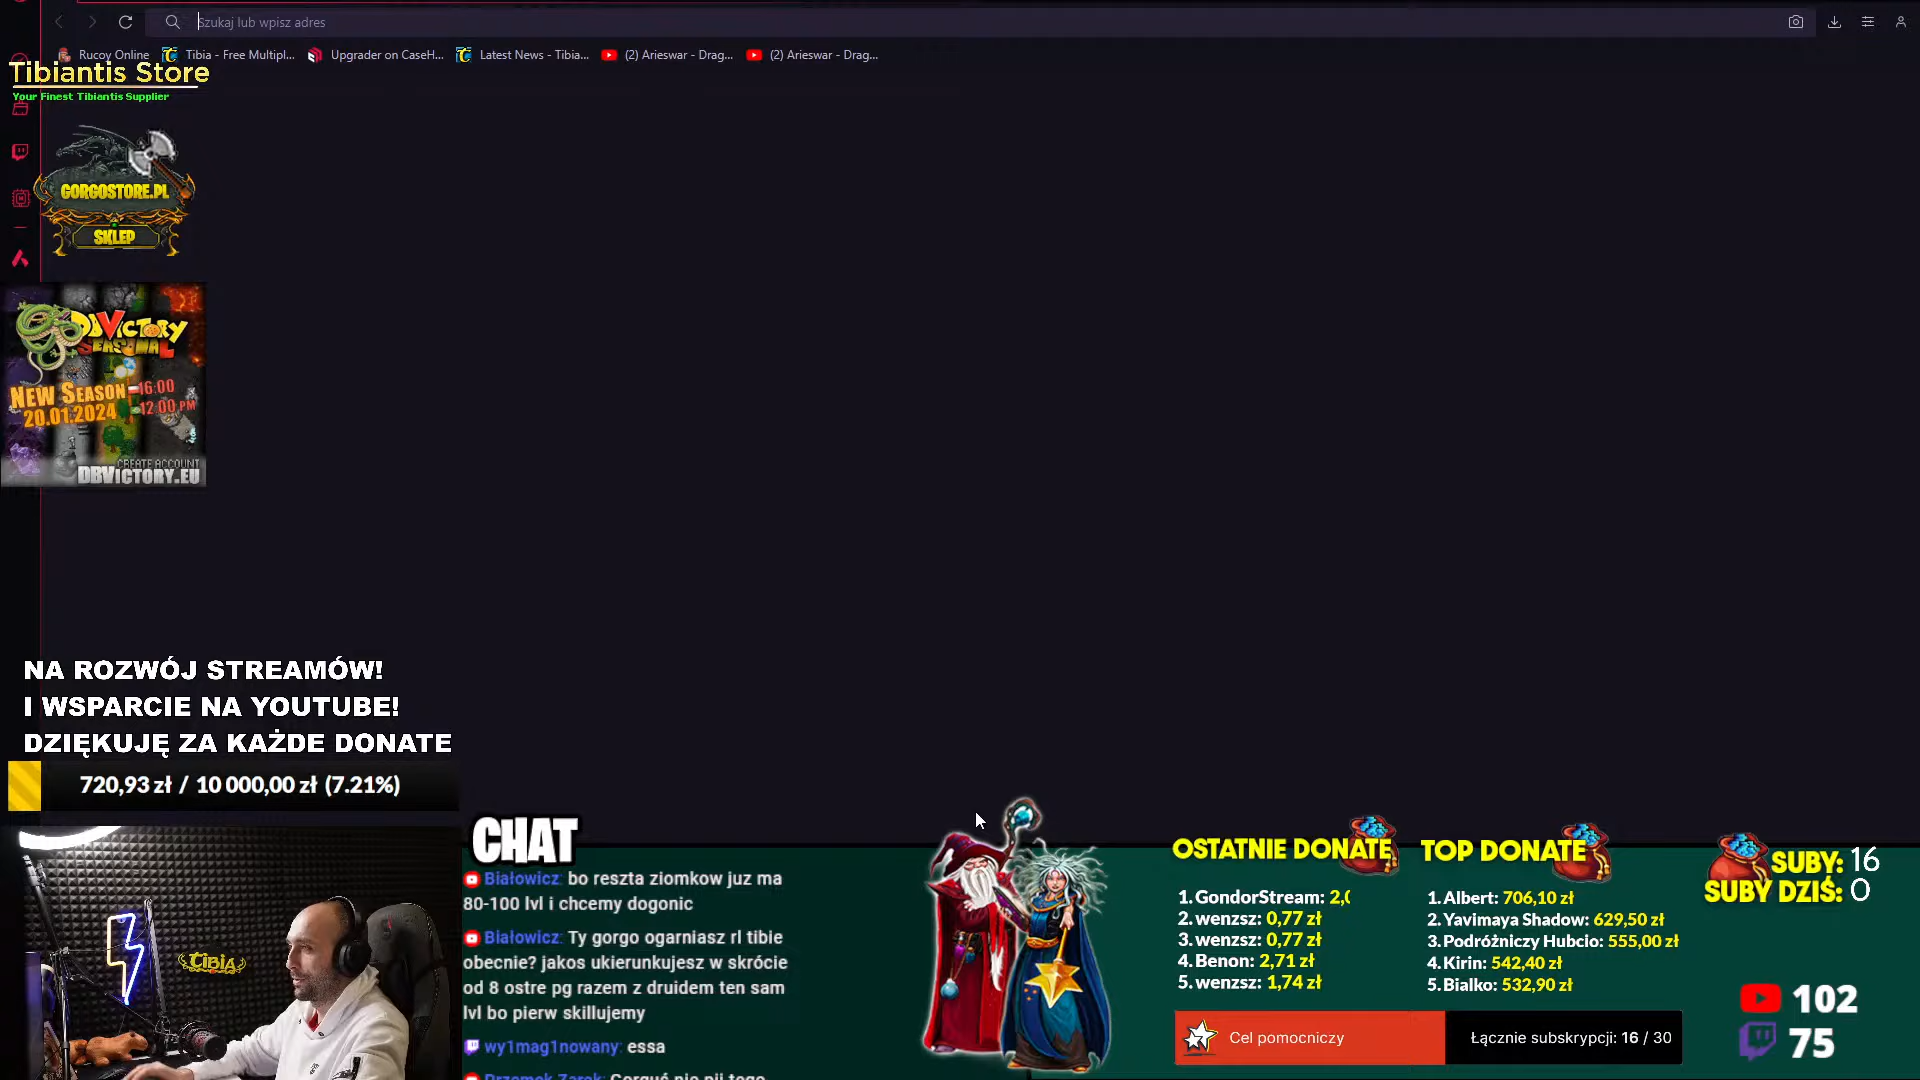 Szukaj lub wpisz adres
Rucoy Online
Tibia - Free Multipl...
Upgrader on CaseH...
Latest News - Tibia...
(2) Arieswar - Drag...
(2) Arieswar - Drag...
Tibiantis Store
Your Finest Tibiantis Supplier
GORGOSTORE.PL
SKLEP
DBVICTORY
SEASONAL
NEW SEASON 16:00
20.01.2024 12:00 PM
CREATE ACCOUNT
DBVICTORY.EU
NA ROZWÓJ STREAMÓW!
I WSPARCIE NA YOUTUBE!
DZIĘKUJĘ ZA KAŻDE DONATE
720,93 zł / 10 000,00 zł (7.21%)
TIBIA
CHAT
Białowicz: bo reszta ziomkow juz ma
80-100 lvl i chcemy dogonic
Białowicz: Ty gorgo ogarniasz rl tibie
obecnie? jakos ukierunkujesz w skrócie
od 8 ostre pg razem z druidem ten sam
lvl bo pierw skillujemy
wy1mag1nowany: essa
OSTATNIE DONATE
1. GondorStream: 2,0
2. wenzsz: 0,77 zł
3. wenzsz: 0,77 zł
4. Benon: 2,71 zł
5. wenzsz: 1,74 zł
TOP DONATE
1. Albert: 706,10 zł
2. Yavimaya Shadow: 629,50 zł
3. Podróżniczy Hubcio: 555,00 zł
4. Kirin: 542,40 zł
5. Bialko: 532,90 zł
Cel pomocniczy
Łącznie subskrypcji: 16 / 30
SUBY: 16
SUBY DZIŚ: 0
102
75